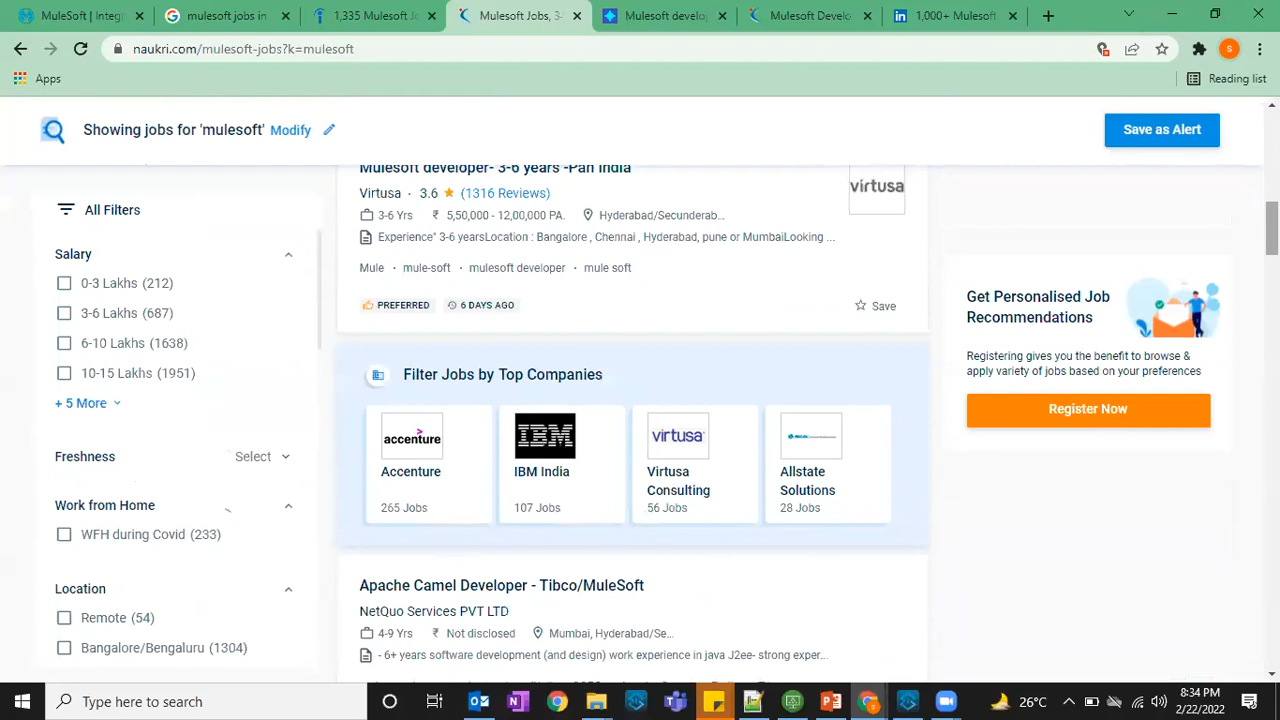 MuleSoft | Integrat
mulesoft jobs in
1,335 Mulesoft Jo
MuleSoft Jobs, 34
Mulesoft develop
Mulesoft Develo
1,000+ Mulesoft
naukri.com/mulesoft-jobs?k=mulesoft
S
Apps
Reading list
Showing jobs for 'mulesoft' Modify
Save as Alert
All Filters
Salary
0-3 Lakhs (212)
3-6 Lakhs (687)
6-10 Lakhs (1638)
10-15 Lakhs (1951)
+ 5 More
Freshness Select
Work from Home
WFH during Covid (233)
Location
Remote (54)
Bangalore/Bengaluru (1304)
Mulesoft developer- 3-6 years -Pan India
Virtusa · 3.6 (1316 Reviews)
virtusa
3-6 Yrs ₹ 5,50,000 - 12,00,000 PA. Hyderabad/Secunderab...
Experience" 3-6 yearsLocation : Bangalore , Chennai , Hyderabad, pune or MumbaiLooking ...
Mule · mule-soft · mulesoft developer · mule soft
PREFERRED 6 DAYS AGO Save
Filter Jobs by Top Companies
accenture
Accenture
265 Jobs
IBM
IBM India
107 Jobs
virtusa
Virtusa
Consulting
56 Jobs
Allstate
Solutions
28 Jobs
Apache Camel Developer - Tibco/MuleSoft
NetQuo Services PVT LTD
4-9 Yrs ₹ Not disclosed Mumbai, Hyderabad/Se...
- 6+ years software development (and design) work experience in java J2ee- strong exper...
Get Personalised Job
Recommendations
Registering gives you the benefit to browse &
apply variety of jobs based on your preferences
Register Now
Type here to search
26°C
8:34 PM
2/22/2022